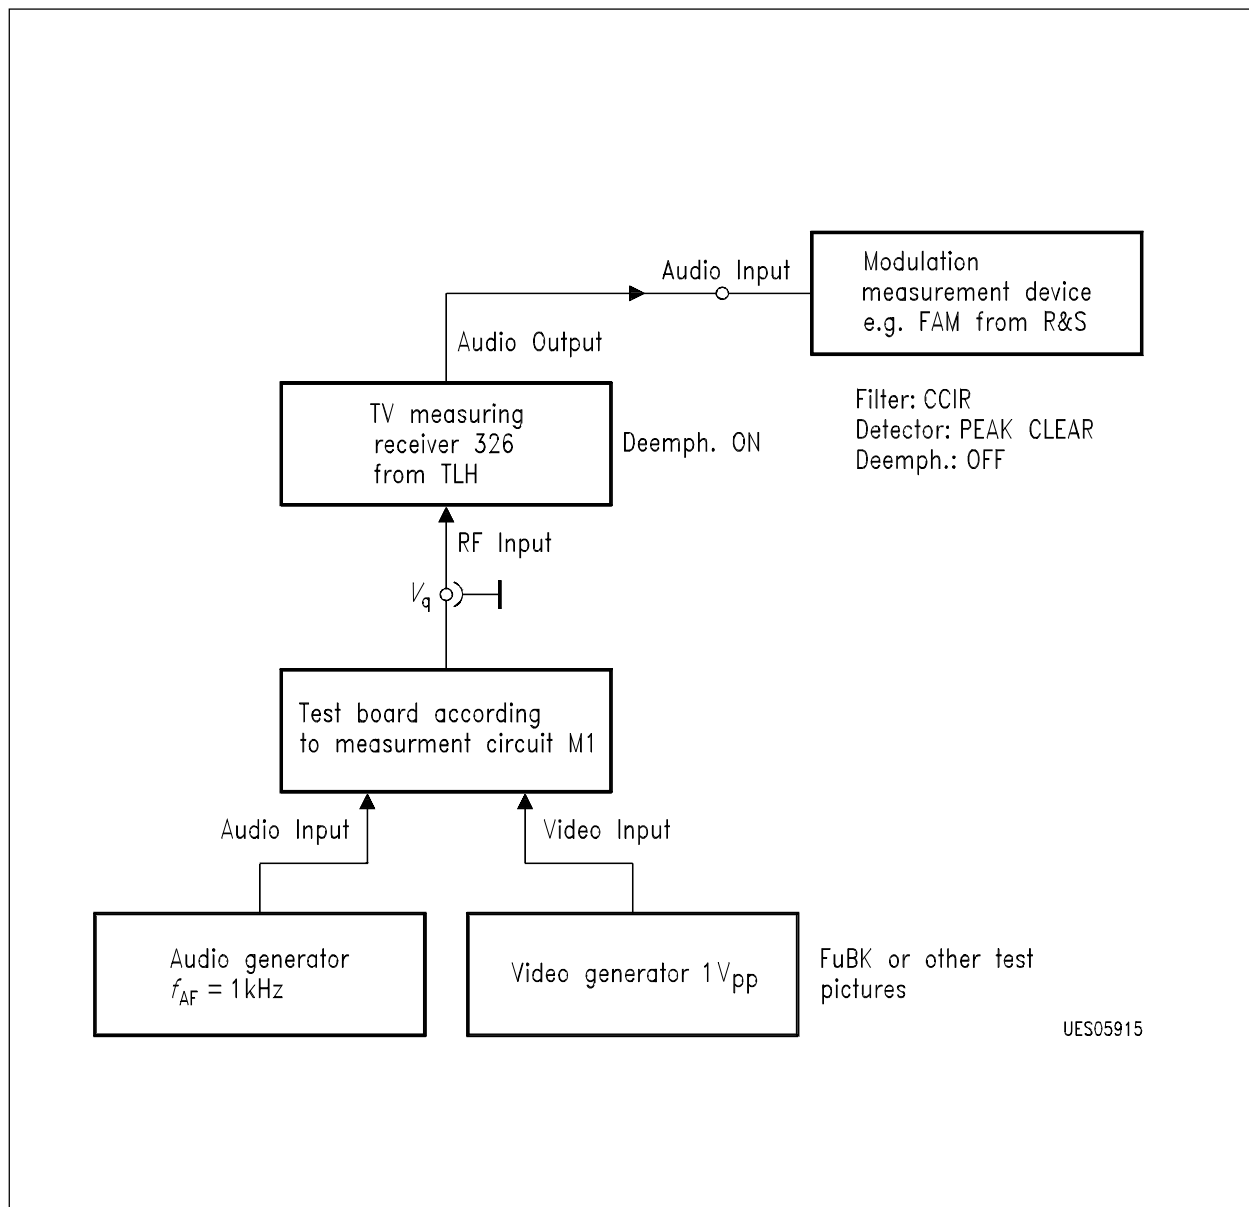 Audio Input
Modulation
measurement device
e.g. FAM from R&S
Audio Output
TV measuring
receiver 326
from TLH
Deemph. ON
Filter: CCIR
Detector: PEAK CLEAR
Deemph.: OFF
RF Input
Vq
Test board according
to measurment circuit M1
Audio Input
Video Input
Audio generator
fAF = 1kHz
Video generator 1Vpp
FuBK or other test
pictures
UES05915